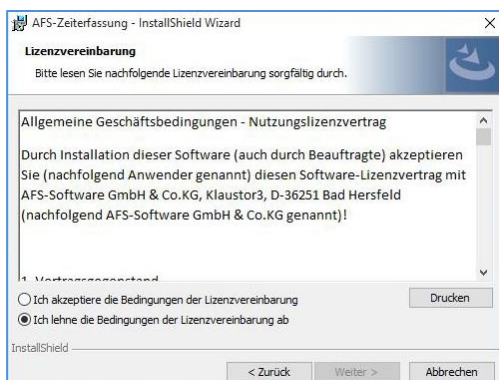 AFS-Zeiterfassung - InstallShield Wizard
Lizenzvereinbarung
Bitte lesen Sie nachfolgende Lizenzvereinbarung sorgfältig durch.
Allgemeine Geschäftsbedingungen - Nutzungslizenzvertrag
Durch Installation dieser Software (auch durch Beauftragte) akzeptieren
Sie (nachfolgend Anwender genannt) diesen Software-Lizenzvertrag mit
AFS-Software GmbH & Co.KG, Klaustor3, D-36251 Bad Hersfeld
(nachfolgend AFS-Software GmbH & Co.KG genannt)!
1. Vertragsgegenstand
Ich akzeptiere die Bedingungen der Lizenzvereinbarung
Drucken
Ich lehne die Bedingungen der Lizenzvereinbarung ab
InstallShield
< Zurück Weiter > Abbrechen